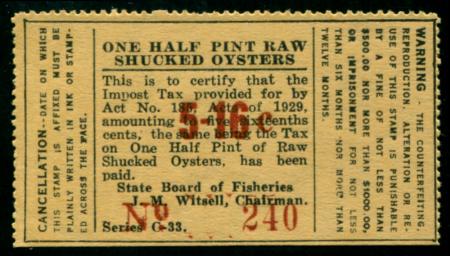 CANCELLATION—DATE ON WHICH
THIS STAMP IS AFFIXED MUST BE
PLAINLY WRITTEN IN INK OR STAMP-
ED ACROSS THE FACE.
ONE HALF PINT RAW
SHUCKED OYSTERS
This is to certify that the
Impost Tax provided for by
Act No. 185, Acts of 1929,
amounting to five sixteenths
cents, the same being the Tax
on One Half Pint of Raw
Shucked Oysters, has been
paid.
5-16 c
State Board of Fisheries
J. M. Witsell, Chairman.
No 240
Series O-33.
WARNING — THE COUNTERFEITING,
REPRODUCTION, ALTERATION OR RE-
USE OF THIS STAMP IS PUNISHABLE
BY A FINE OF NOT LESS THAN
$500.00 NOR MORE THAN $1000.00,
OR IMPRISONMENT FOR NOT LESS
THAN SIX MONTHS NOR MORE THAN
TWELVE MONTHS.